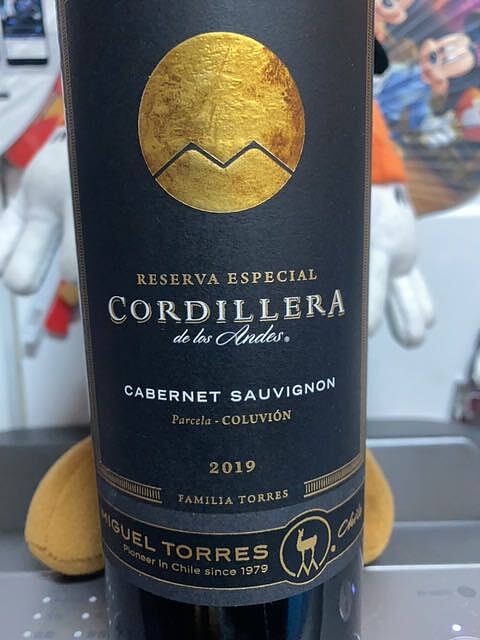 RESERVA ESPECIAL
CORDILLERA
de los Andes®
CABERNET SAUVIGNON
Parcela - COLUVIÓN
2019
FAMILIA TORRES
MIGUEL TORRES
Chile
Pioneer in Chile since 1979